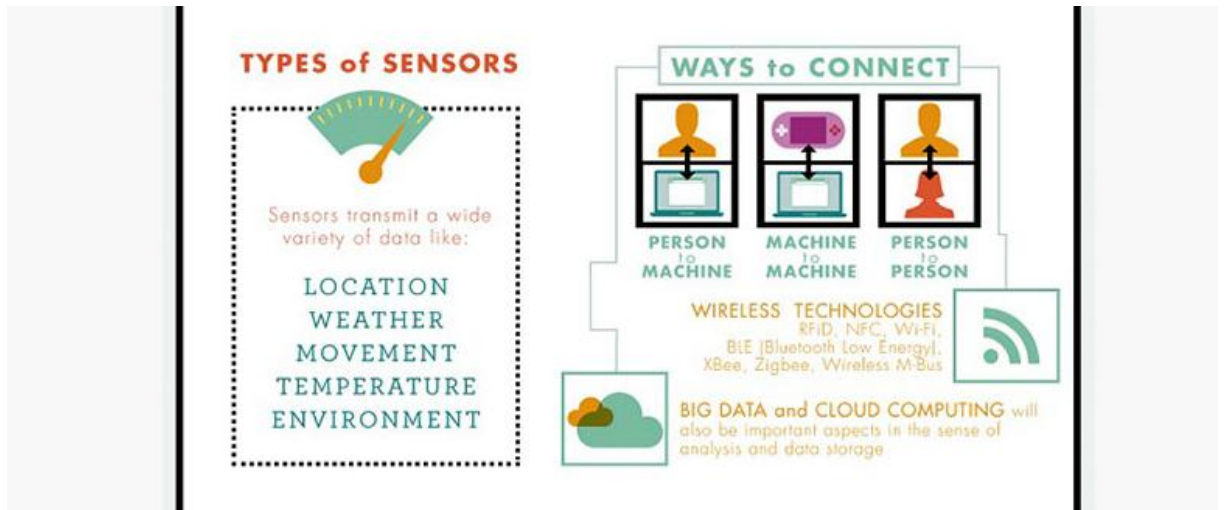 TYPES of SENSORS
Sensors transmit a wide
variety of data like:
LOCATION
WEATHER
MOVEMENT
TEMPERATURE
ENVIRONMENT
WAYS to CONNECT
PERSON
to
MACHINE
MACHINE
to
MACHINE
PERSON
to
PERSON
WIRELESS TECHNOLOGIES
RFiD, NFC, Wi-Fi,
BLE (Bluetooth Low Energy),
XBee, Zigbee, Wireless M-Bus
BIG DATA and CLOUD COMPUTING will
also be important aspects in the sense of
analysis and data storage